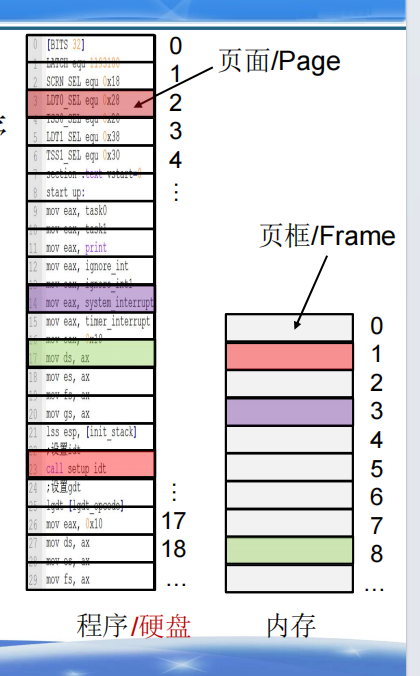 0 [BITS 32]
1 LATCH equ 1193180
2 SCRN_SEL equ 0x18
3 LDT0_SEL equ 0x28
4 TSS0_SEL equ 0x20
5 LDT1_SEL equ 0x38
6 TSS1_SEL equ 0x30
7 section .text vstart=0
8 start up:
9 mov eax, task0
10 mov eax, task1
11 mov eax, print
12 mov eax, ignore_int
13 mov eax, ignore_int1
14 mov eax, system_interrupt
15 mov eax, timer_interrupt
16 mov eax, 0x10
17 mov ds, ax
18 mov es, ax
19 mov fs, ax
20 mov gs, ax
21 lss esp, [init_stack]
22 ;设置idt
23 call setup idt
24 ;设置gdt
25 lgdt [lgdt_opcode]
26 mov eax, 0x10
27 mov ds, ax
28 mov es, ax
29 mov fs, ax
0
1
2
3
4
⋮
⋮
17
18
…
页面/Page
页框/Frame
0
1
2
3
4
5
6
7
8
…
程序/硬盘
内存